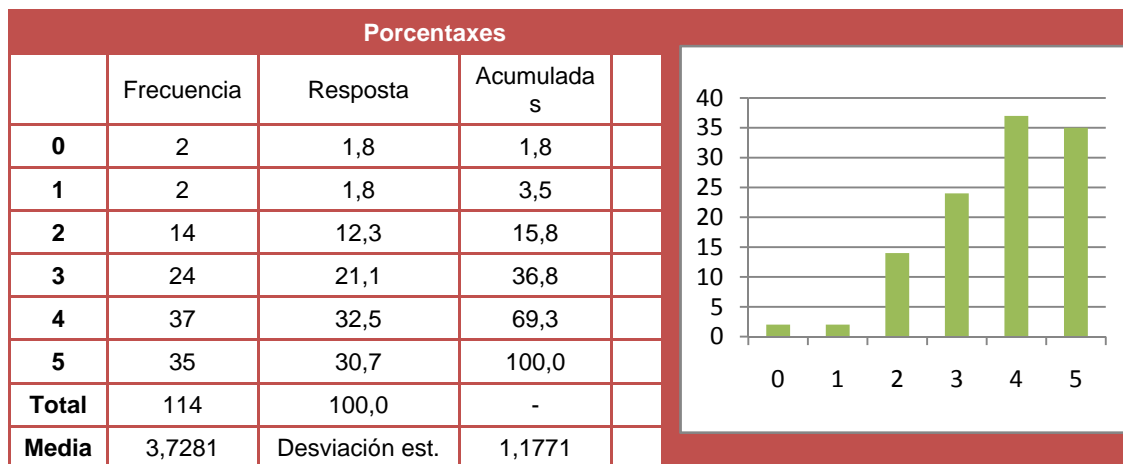 Porcentaxes
Frecuencia Resposta Acumulada
s
0 2 1,8 1,8
1 2 1,8 3,5
2 14 12,3 15,8
3 24 21,1 36,8
4 37 32,5 69,3
5 35 30,7 100,0
Total 114 100,0 -
Media 3,7281 Desviación est. 1,1771
40
35
30
25
20
15
10
5
0
0 1 2 3 4 5